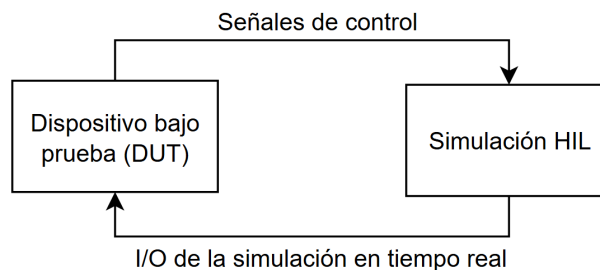 Señales de control
Dispositivo bajo
prueba (DUT)
Simulación HIL
I/O de la simulación en tiempo real